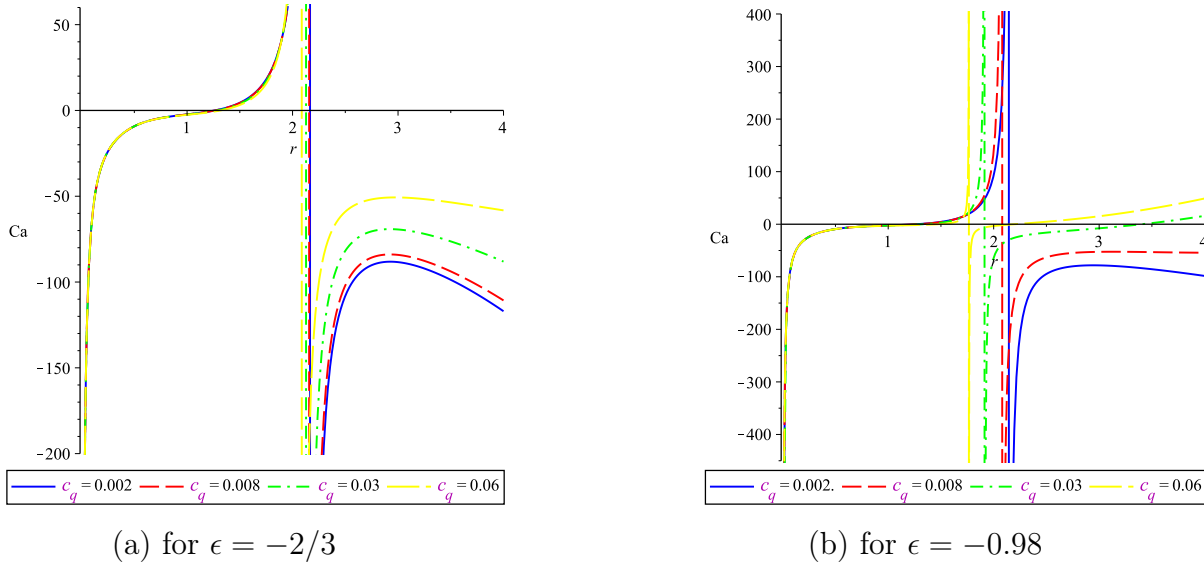 50
0
1
2
3
4
r
-50
Ca
-100
-150
-200
c_q = 0.002 c_q = 0.008 c_q = 0.03 c_q = 0.06
(a) for ϵ = −2/3
400
300
200
100
0
1
2
3
4
Ca
r
-100
-200
-300
-400
c_q = 0.002. c_q = 0.008 c_q = 0.03 c_q = 0.06
(b) for ϵ = −0.98